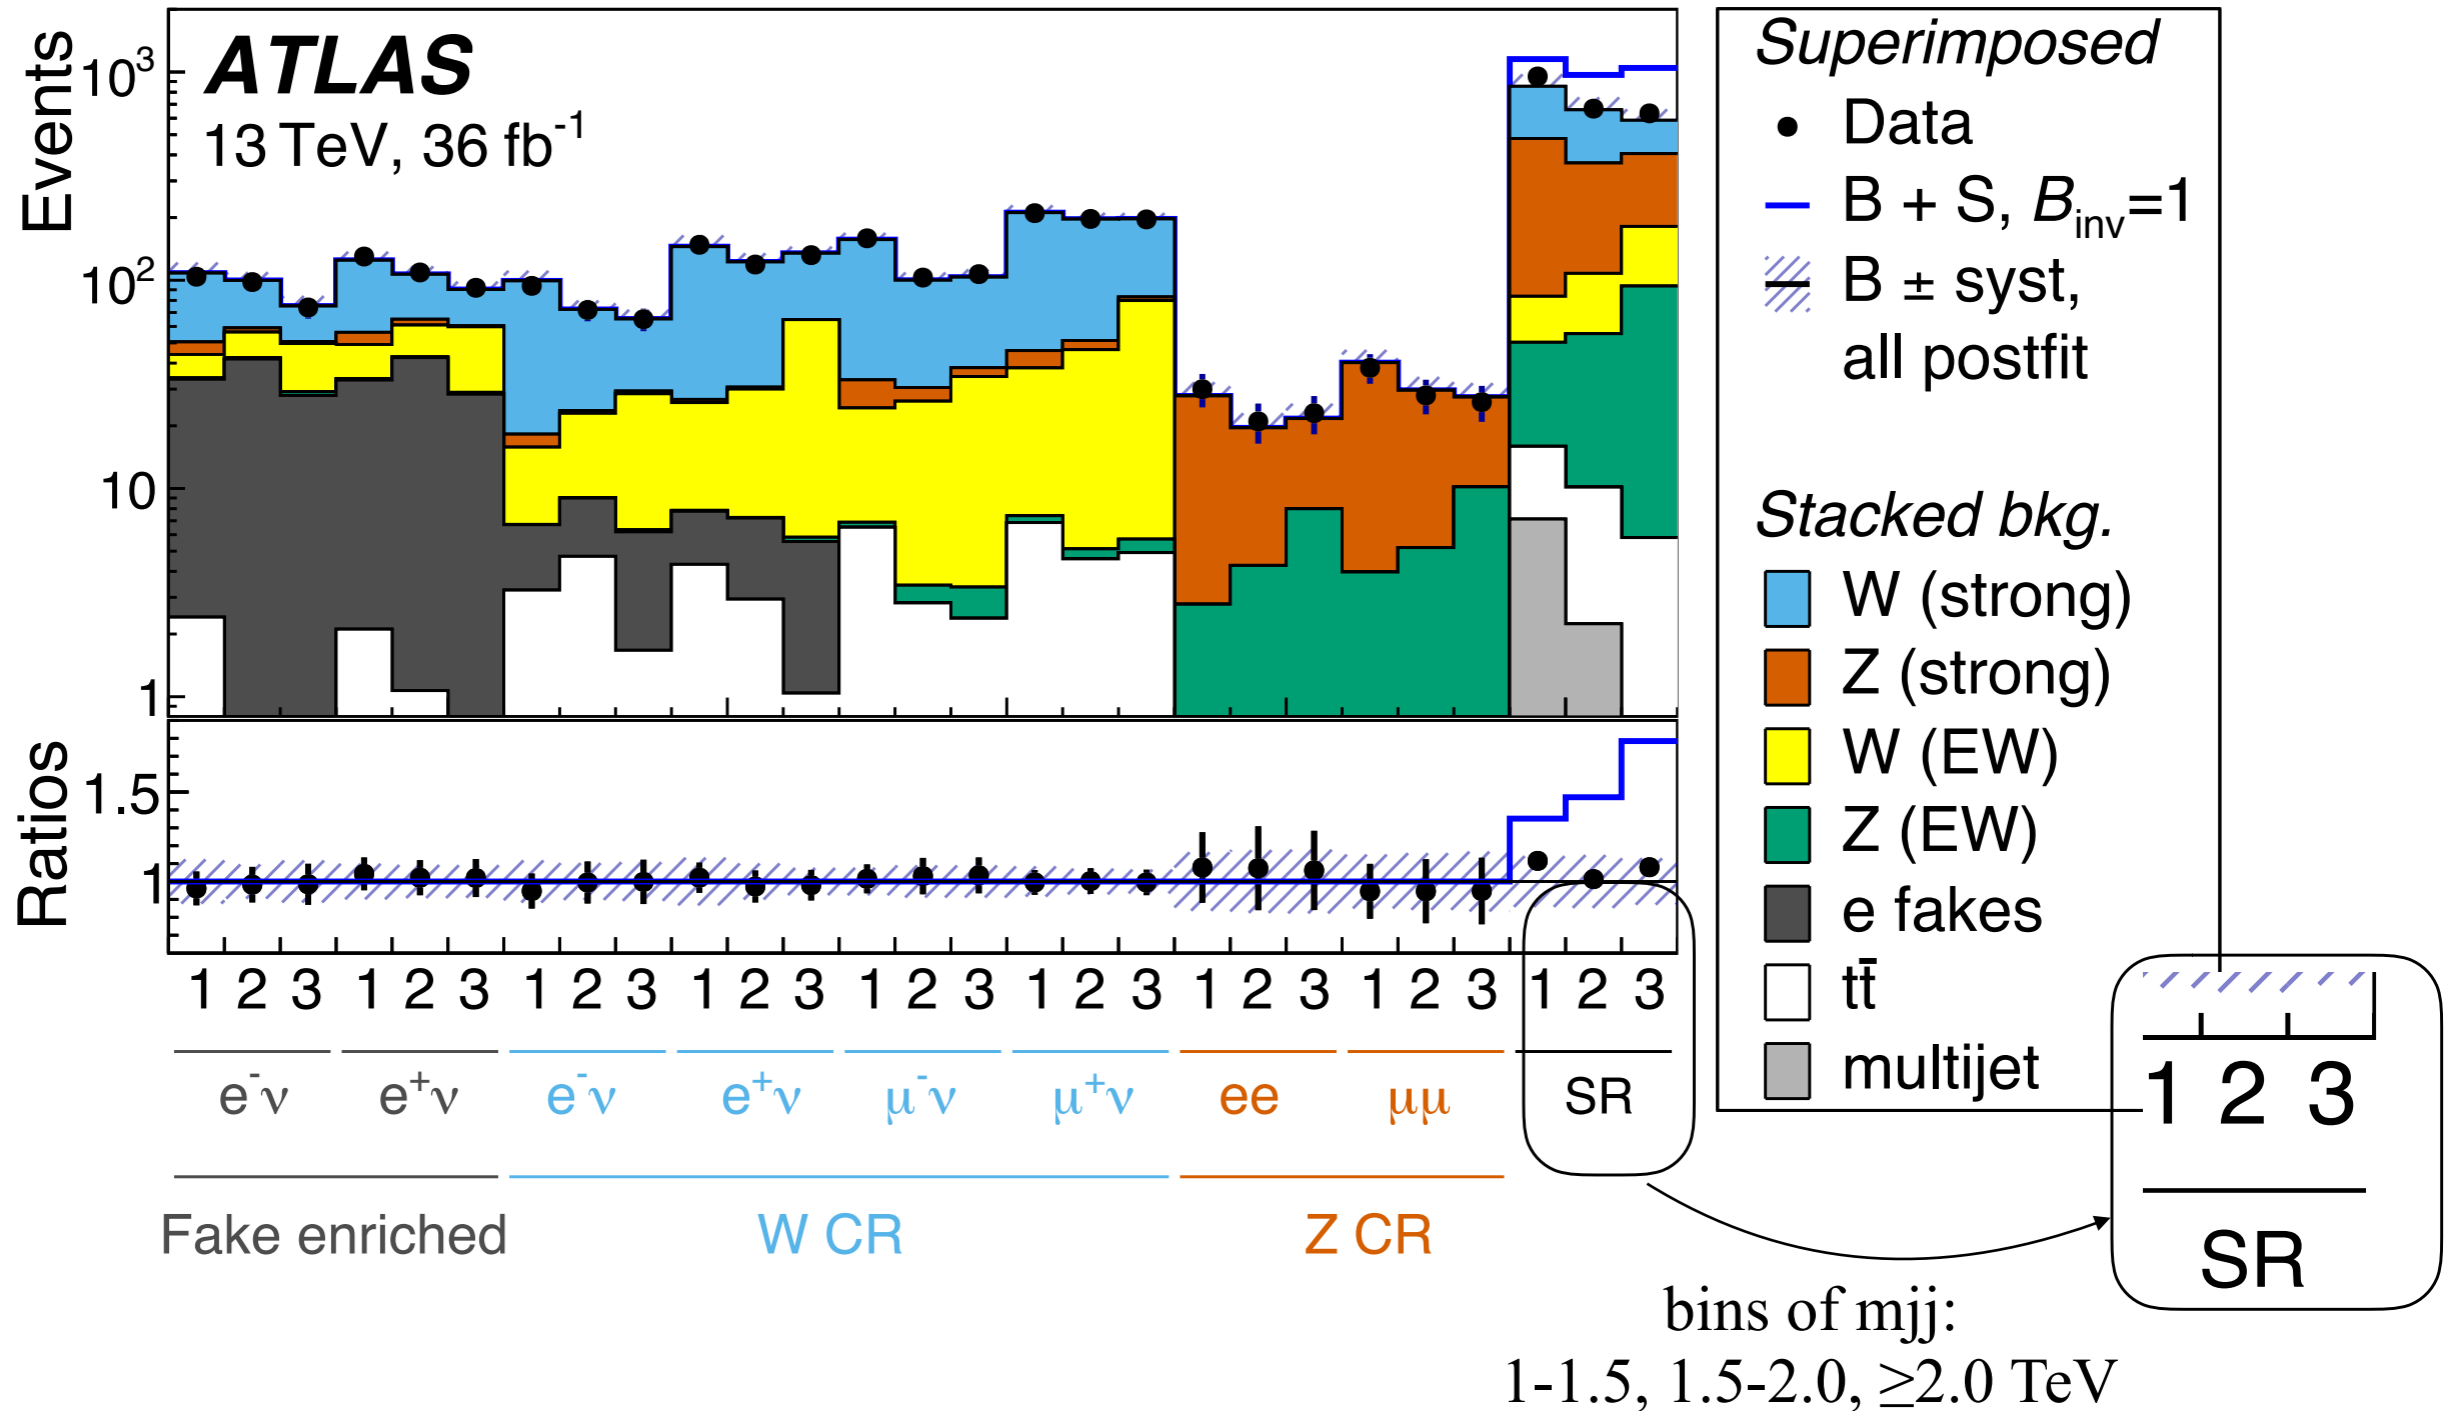 Events
10³
10²
10
1
ATLAS
13 TeV, 36 fb⁻¹
Ratios
1.5
1
1 2 3 1 2 3 1 2 3 1 2 3 1 2 3 1 2 3 1 2 3 1 2 3 1 2 3
e⁻ν e⁺ν e⁻ν e⁺ν μ⁻ν μ⁺ν ee μμ SR
Fake enriched W CR Z CR
Superimposed
Data
B + S, B_inv=1
B ± syst,
all postfit
Stacked bkg.
W (strong)
Z (strong)
W (EW)
Z (EW)
e fakes
tt̄
multijet
1 2 3
SR
bins of mjj:
1-1.5, 1.5-2.0, ≥2.0 TeV